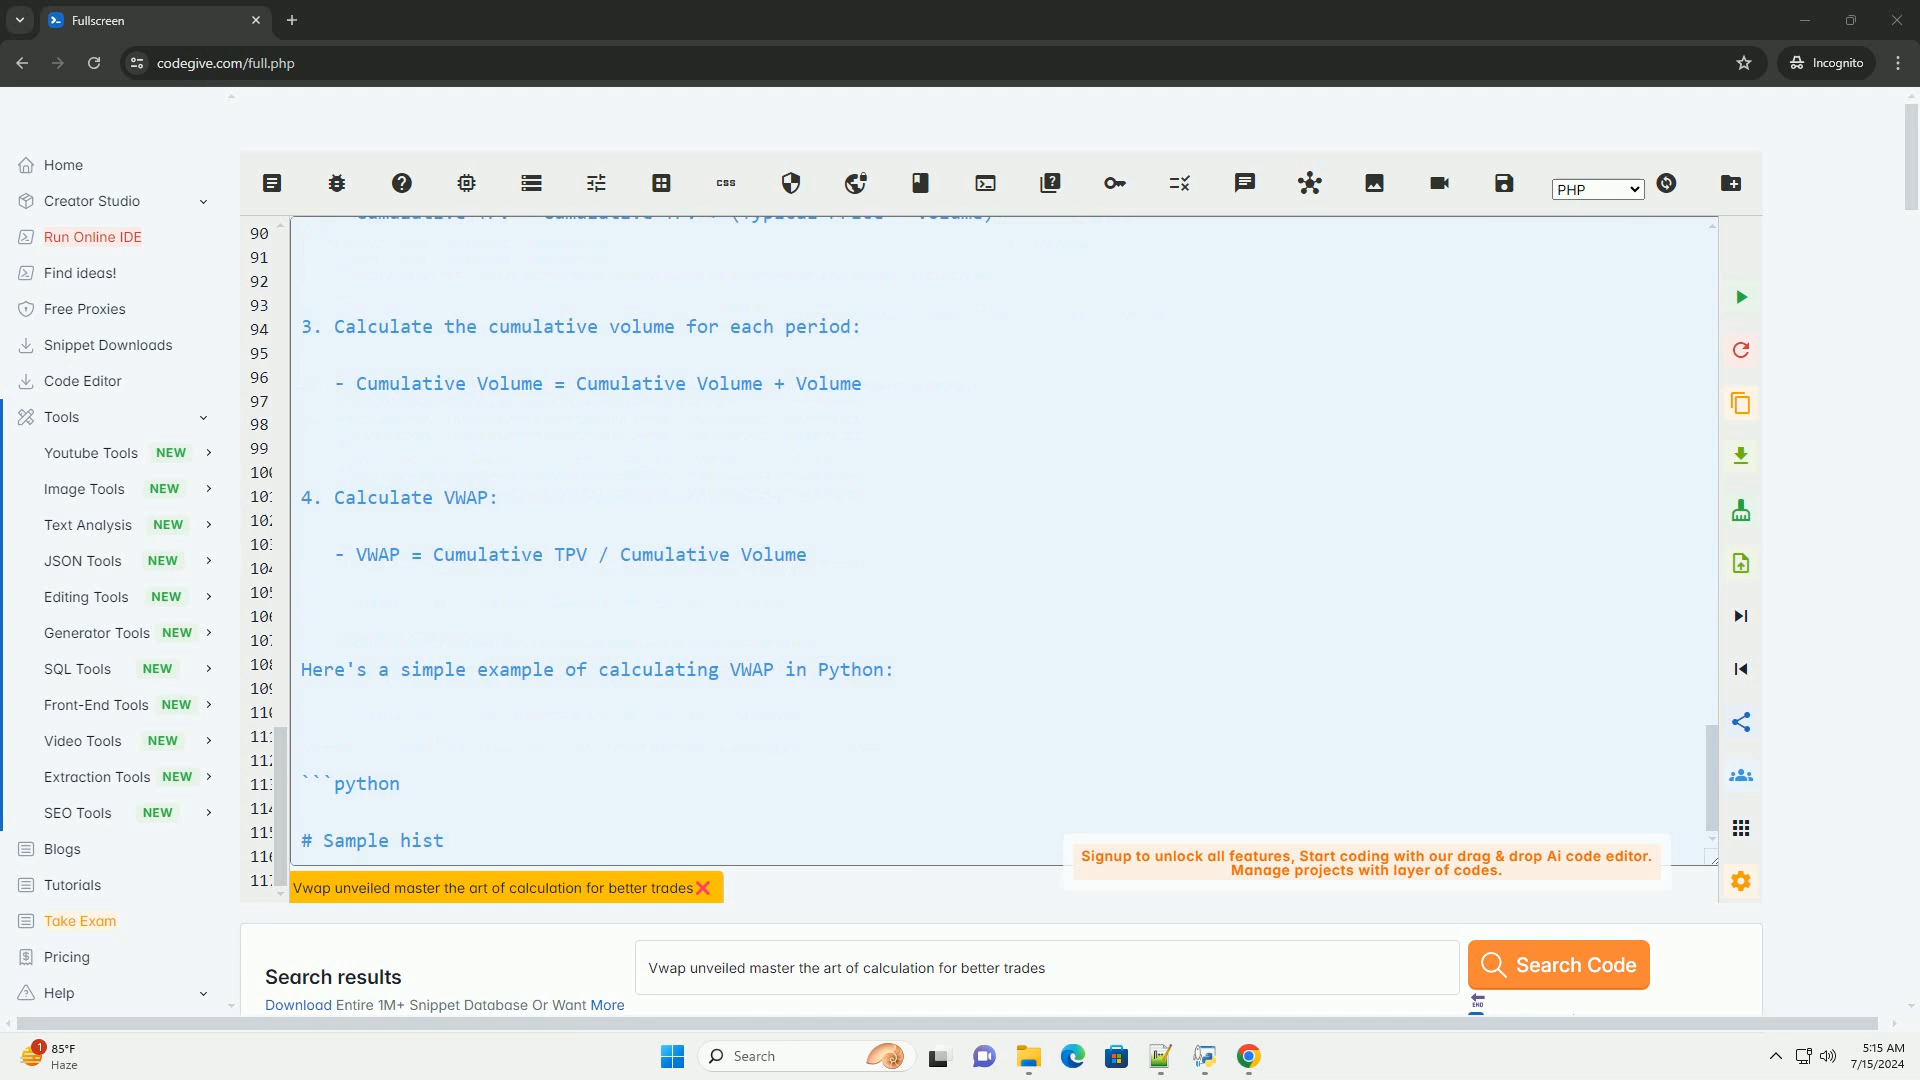 Fullscreen
codegive.com/full.php
Incognito
Home
Creator Studio
Run Online IDE
Find ideas!
Free Proxies
Snippet Downloads
Code Editor
Tools
Youtube Tools NEW
Image Tools NEW
Text Analysis NEW
JSON Tools NEW
Editing Tools NEW
Generator Tools NEW
SQL Tools NEW
Front-End Tools NEW
Video Tools NEW
Extraction Tools NEW
SEO Tools NEW
Blogs
Tutorials
Take Exam
Pricing
Help
css
PHP
90
91
92
93
94
95
96
97
98
99
3. Calculate the cumulative volume for each period:
- Cumulative Volume = Cumulative Volume + Volume
4. Calculate VWAP:
- VWAP = Cumulative TPV / Cumulative Volume
Here's a simple example of calculating VWAP in Python:
```python
# Sample hist
Signup to unlock all features, Start coding with our drag & drop Ai code editor.
Manage projects with layer of codes.
Vwap unveiled master the art of calculation for better trades
Search results
Download Entire 1M+ Snippet Database Or Want More
Vwap unveiled master the art of calculation for better trades
Search Code
END
1
85°F
Haze
Search
5:15 AM
7/15/2024